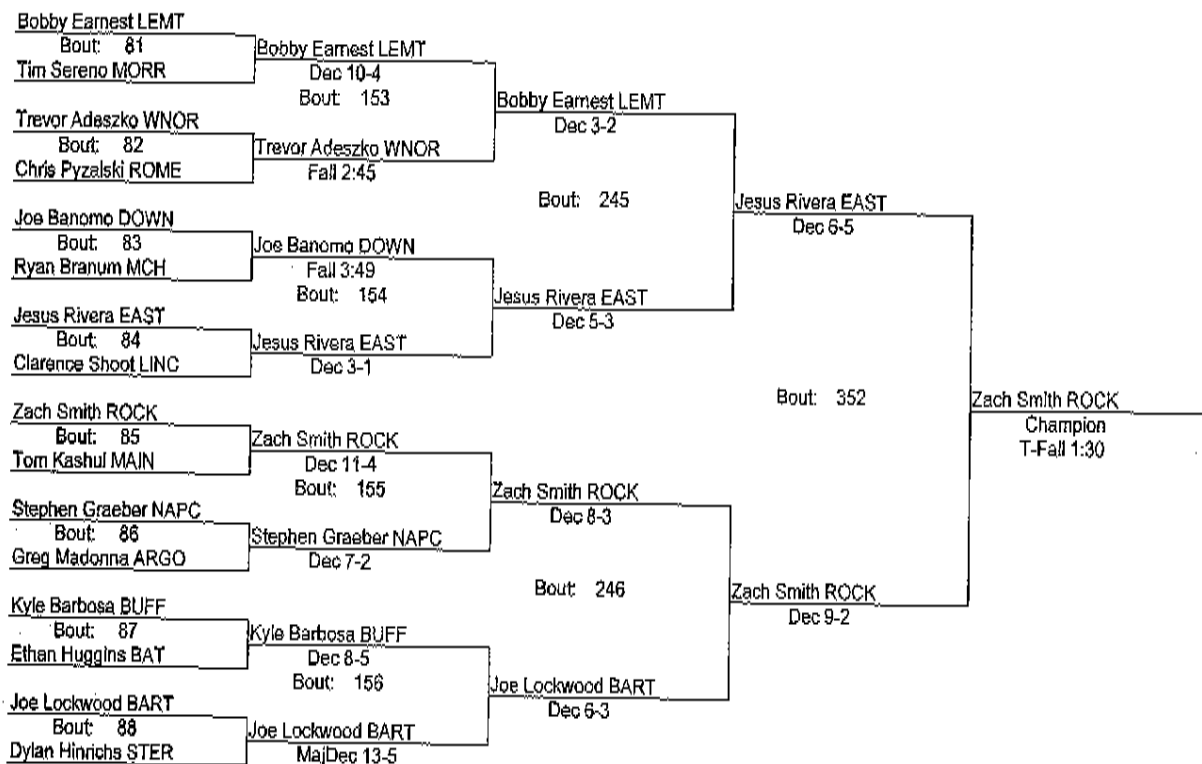 Bobby Earnest LEMT
Bout: 81
Tim Sereno MORR
Trevor Adeszko WNOR
Bout: 82
Chris Pyzalski ROME
Joe Banomo DOWN
Bout: 83
Ryan Branum MCH
Jesus Rivera EAST
Bout: 84
Clarence Shoot LINC
Zach Smith ROCK
Bout: 85
Tom Kashul MAIN
Stephen Graeber NAPC
Bout: 86
Greg Madonna ARGO
Kyle Barbosa BUFF
Bout: 87
Ethan Huggins BAT
Joe Lockwood BART
Bout: 88
Dylan Hinrichs STER
Bobby Earnest LEMT
Dec 10-4
Bout: 153
Trevor Adeszko WNOR
Fall 2:45
Joe Banomo DOWN
Fall 3:49
Bout: 154
Jesus Rivera EAST
Dec 3-1
Zach Smith ROCK
Dec 11-4
Bout: 155
Stephen Graeber NAPC
Dec 7-2
Kyle Barbosa BUFF
Dec 8-5
Bout: 156
Joe Lockwood BART
MajDec 13-5
Bobby Earnest LEMT
Dec 3-2
Bout: 245
Jesus Rivera EAST
Dec 5-3
Zach Smith ROCK
Dec 8-3
Bout: 246
Joe Lockwood BART
Dec 6-3
Jesus Rivera EAST
Dec 6-5
Bout: 352
Zach Smith ROCK
Dec 9-2
Zach Smith ROCK
Champion
T-Fall 1:30